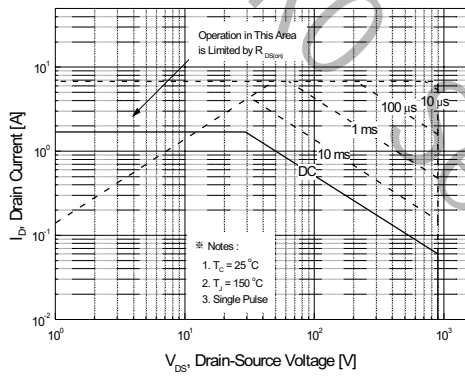 10²
Operation in This Area
is Limited by R DS(on)
10¹
10 µs
100 µs
1 ms
10⁰
10 ms
DC
I_D, Drain Current [A]
10⁻¹
※ Notes :
1. T_C = 25 °C
2. T_J = 150 °C
3. Single Pulse
10⁻²
10⁰ 10¹ 10² 10³
V_DS, Drain-Source Voltage [V]